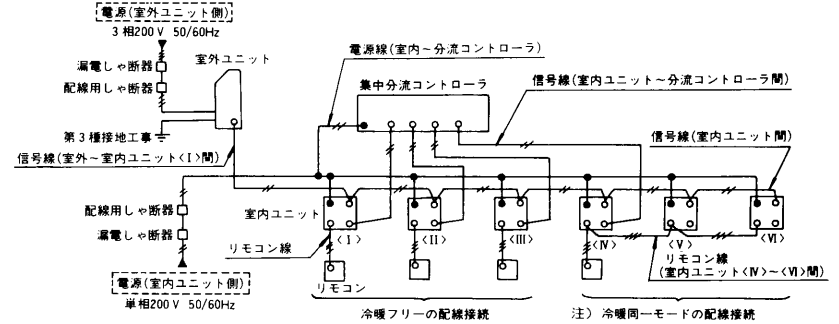 電源(室外ユニット側)
3相200V 50/60Hz
漏電しゃ断器
配線用しゃ断器
室外ユニット
第3種接地工事
信号線(室外～室内ユニット〈I〉間)
電源線(室内～分流コントローラ)
集中分流コントローラ
信号線(室内ユニット～分流コントローラ間)
信号線(室内ユニット間)
配線用しゃ断器
漏電しゃ断器
電源(室内ユニット側)
単相200V 50/60Hz
室内ユニット
〈I〉
〈II〉
〈III〉
〈IV〉
〈V〉
〈VI〉
リモコン線
リモコン
リモコン線
(室内ユニット〈IV〉～〈VI〉間)
冷暖フリーの配線接続
注) 冷暖同一モードの配線接続